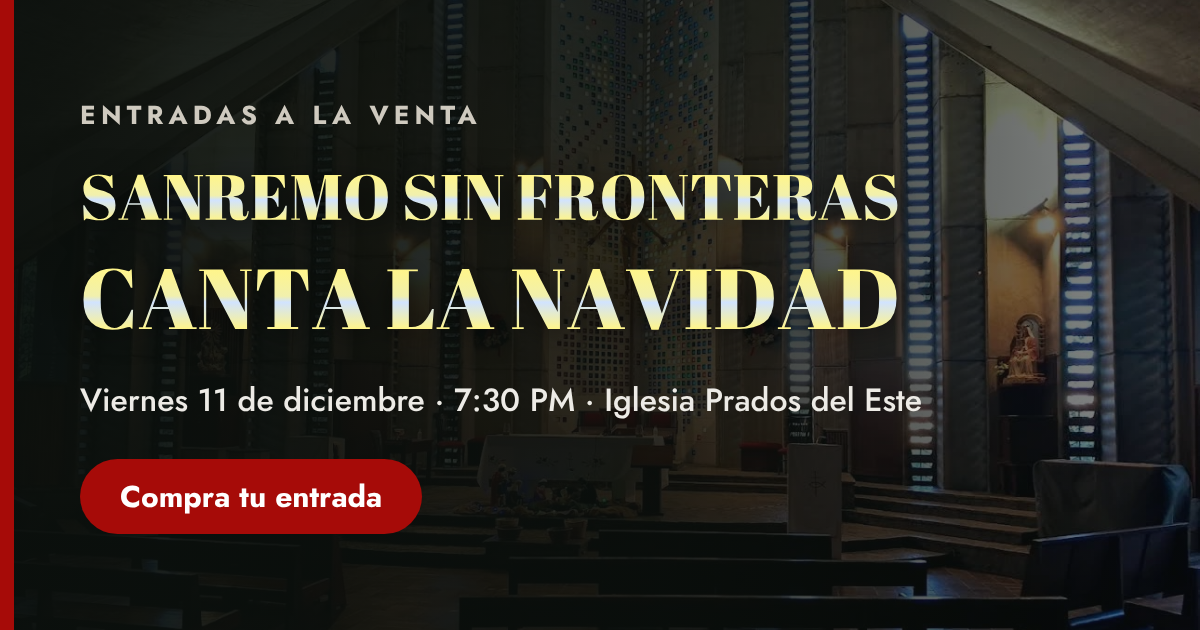 ENTRADAS A LA VENTA
SANREMO SIN FRONTERAS
CANTA LA NAVIDAD
Viernes 11 de diciembre · 7:30 PM · Iglesia Prados del Este
Compra tu entrada